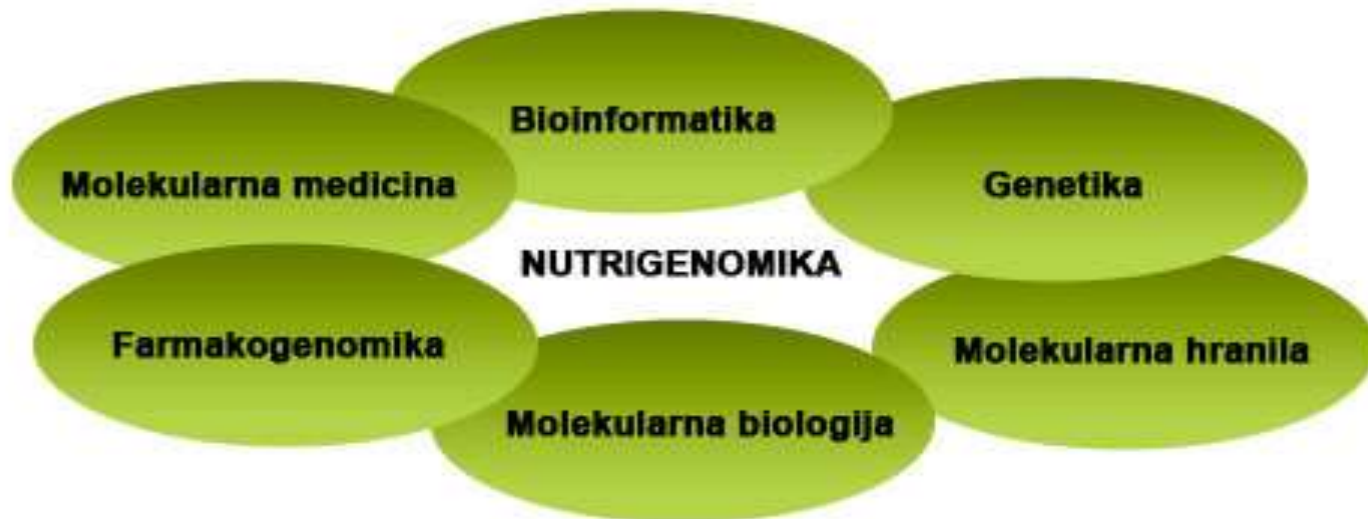 Bioinformatika
Molekularna medicina
Genetika
NUTRIGENOMIKA
Farmakogenomika
Molekularna hranila
Molekularna biologija